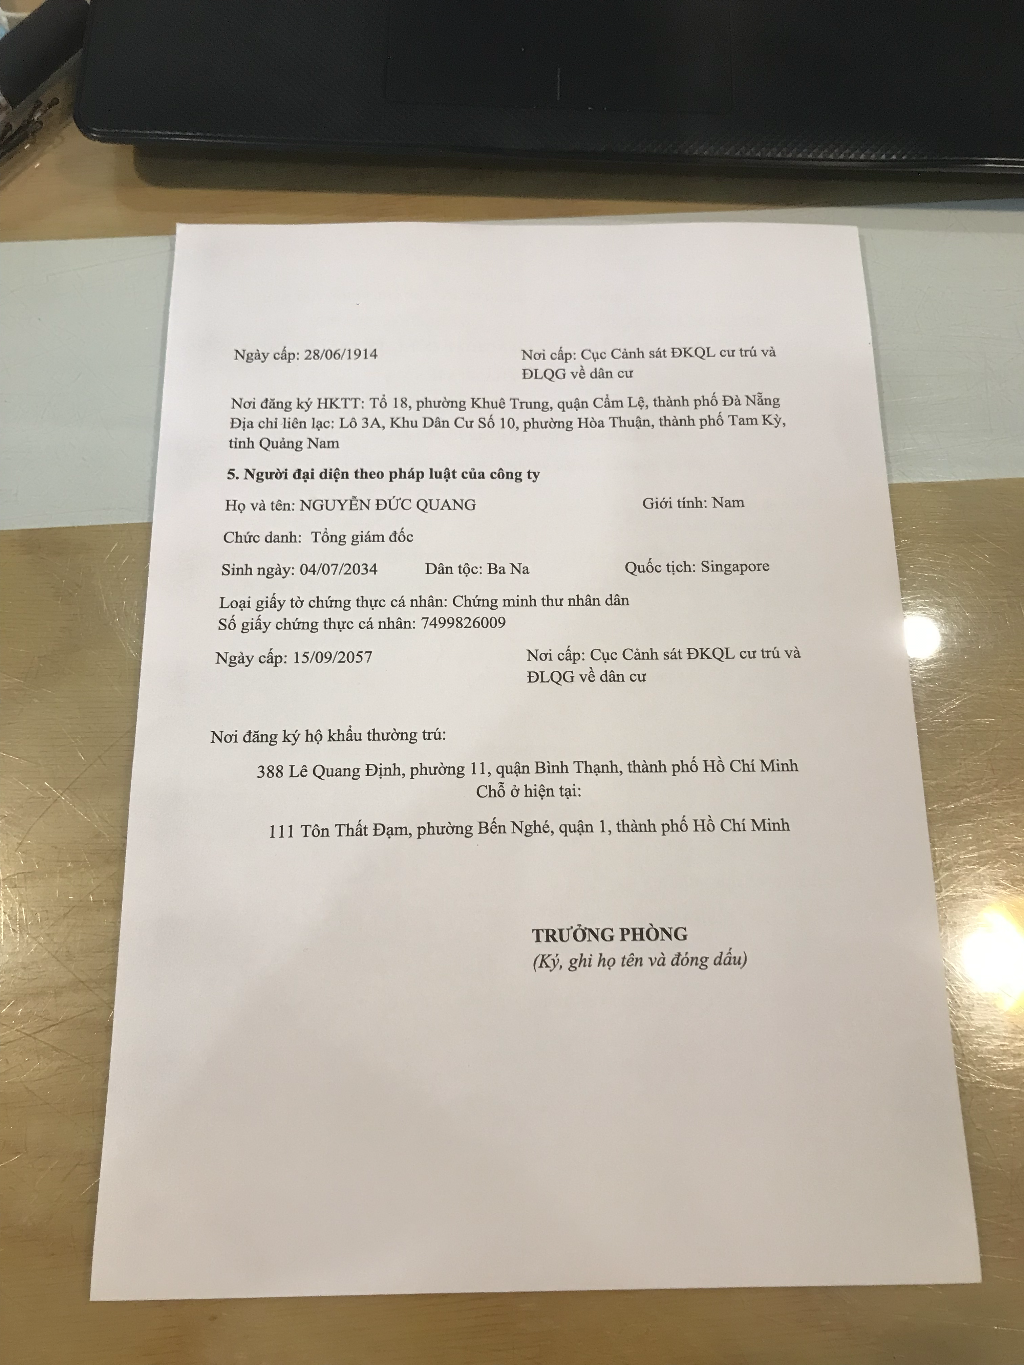 Ngày cấp: 28/06/1914
Nơi cấp: Cục Cảnh sát ĐKQL cư trú và
ĐLQG về dân cư
Nơi đăng ký HKTT: Tổ 18, phường Khuê Trung, quận Cẩm Lệ, thành phố Đà Nẵng
Địa chỉ liên lạc: Lô 3A, Khu Dân Cư Số 10, phường Hòa Thuận, thành phố Tam Kỳ,
tỉnh Quảng Nam
5. Người đại diện theo pháp luật của công ty
Họ và tên: NGUYỄN ĐỨC QUANG Giới tính: Nam
Chức danh: Tổng giám đốc
Sinh ngày: 04/07/2034 Dân tộc: Ba Na Quốc tịch: Singapore
Loại giấy tờ chứng thực cá nhân: Chứng minh thư nhân dân
Số giấy chứng thực cá nhân: 7499826009
Ngày cấp: 15/09/2057
Nơi cấp: Cục Cảnh sát ĐKQL cư trú và
ĐLQG về dân cư
Nơi đăng ký hộ khẩu thường trú:
388 Lê Quang Định, phường 11, quận Bình Thạnh, thành phố Hồ Chí Minh
Chỗ ở hiện tại:
111 Tôn Thất Đạm, phường Bến Nghé, quận 1, thành phố Hồ Chí Minh
TRƯỞNG PHÒNG
(Ký, ghi họ tên và đóng dấu)